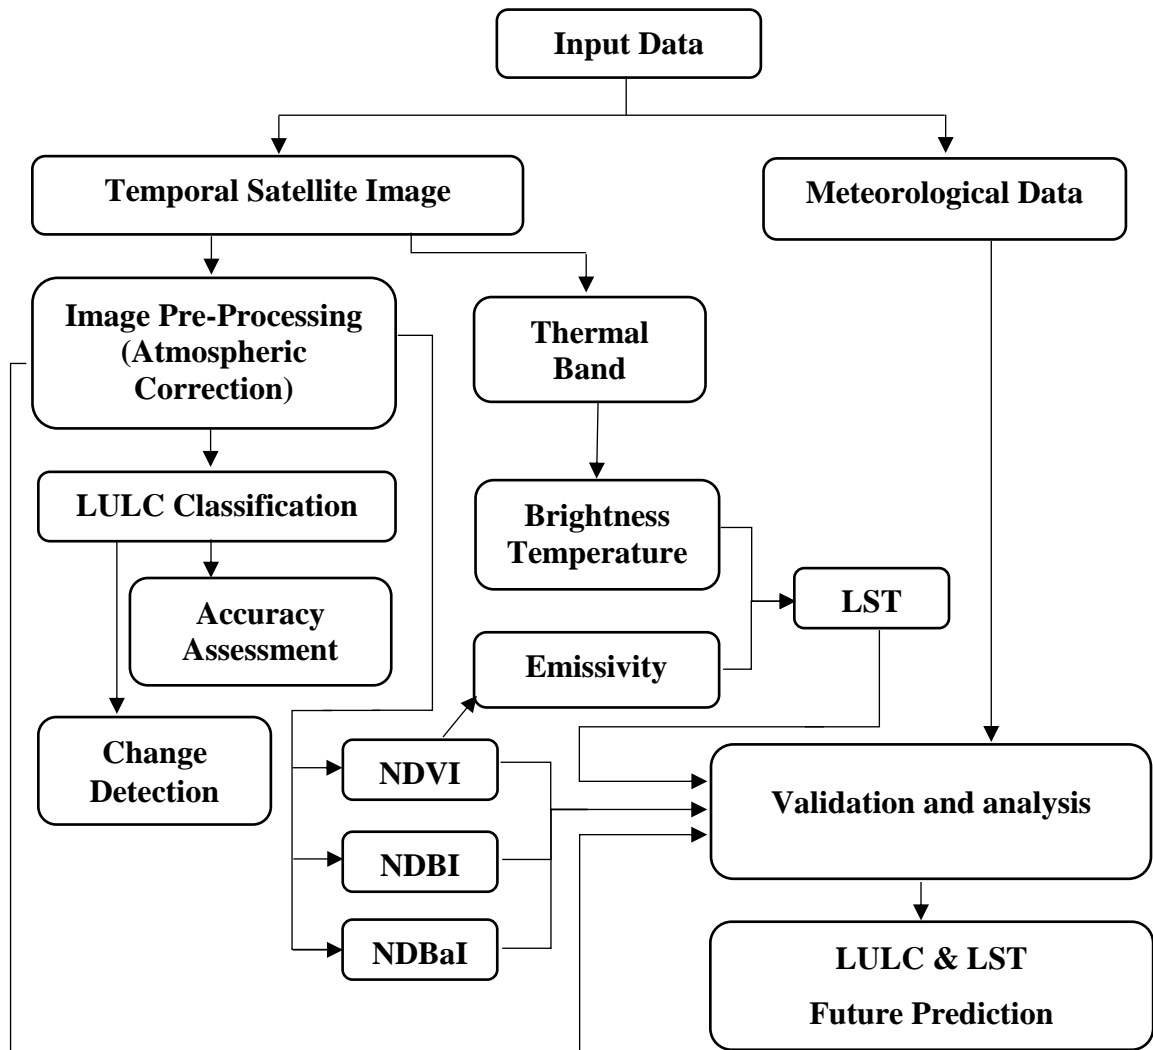 Input Data
Temporal Satellite Image
Meteorological Data
Image Pre-Processing
(Atmospheric
Correction)
Thermal
Band
LULC Classification
Brightness
Temperature
LST
Accuracy
Assessment
Emissivity
Change
Detection
NDVI
Validation and analysis
NDBI
NDBaI
LULC & LST
Future Prediction